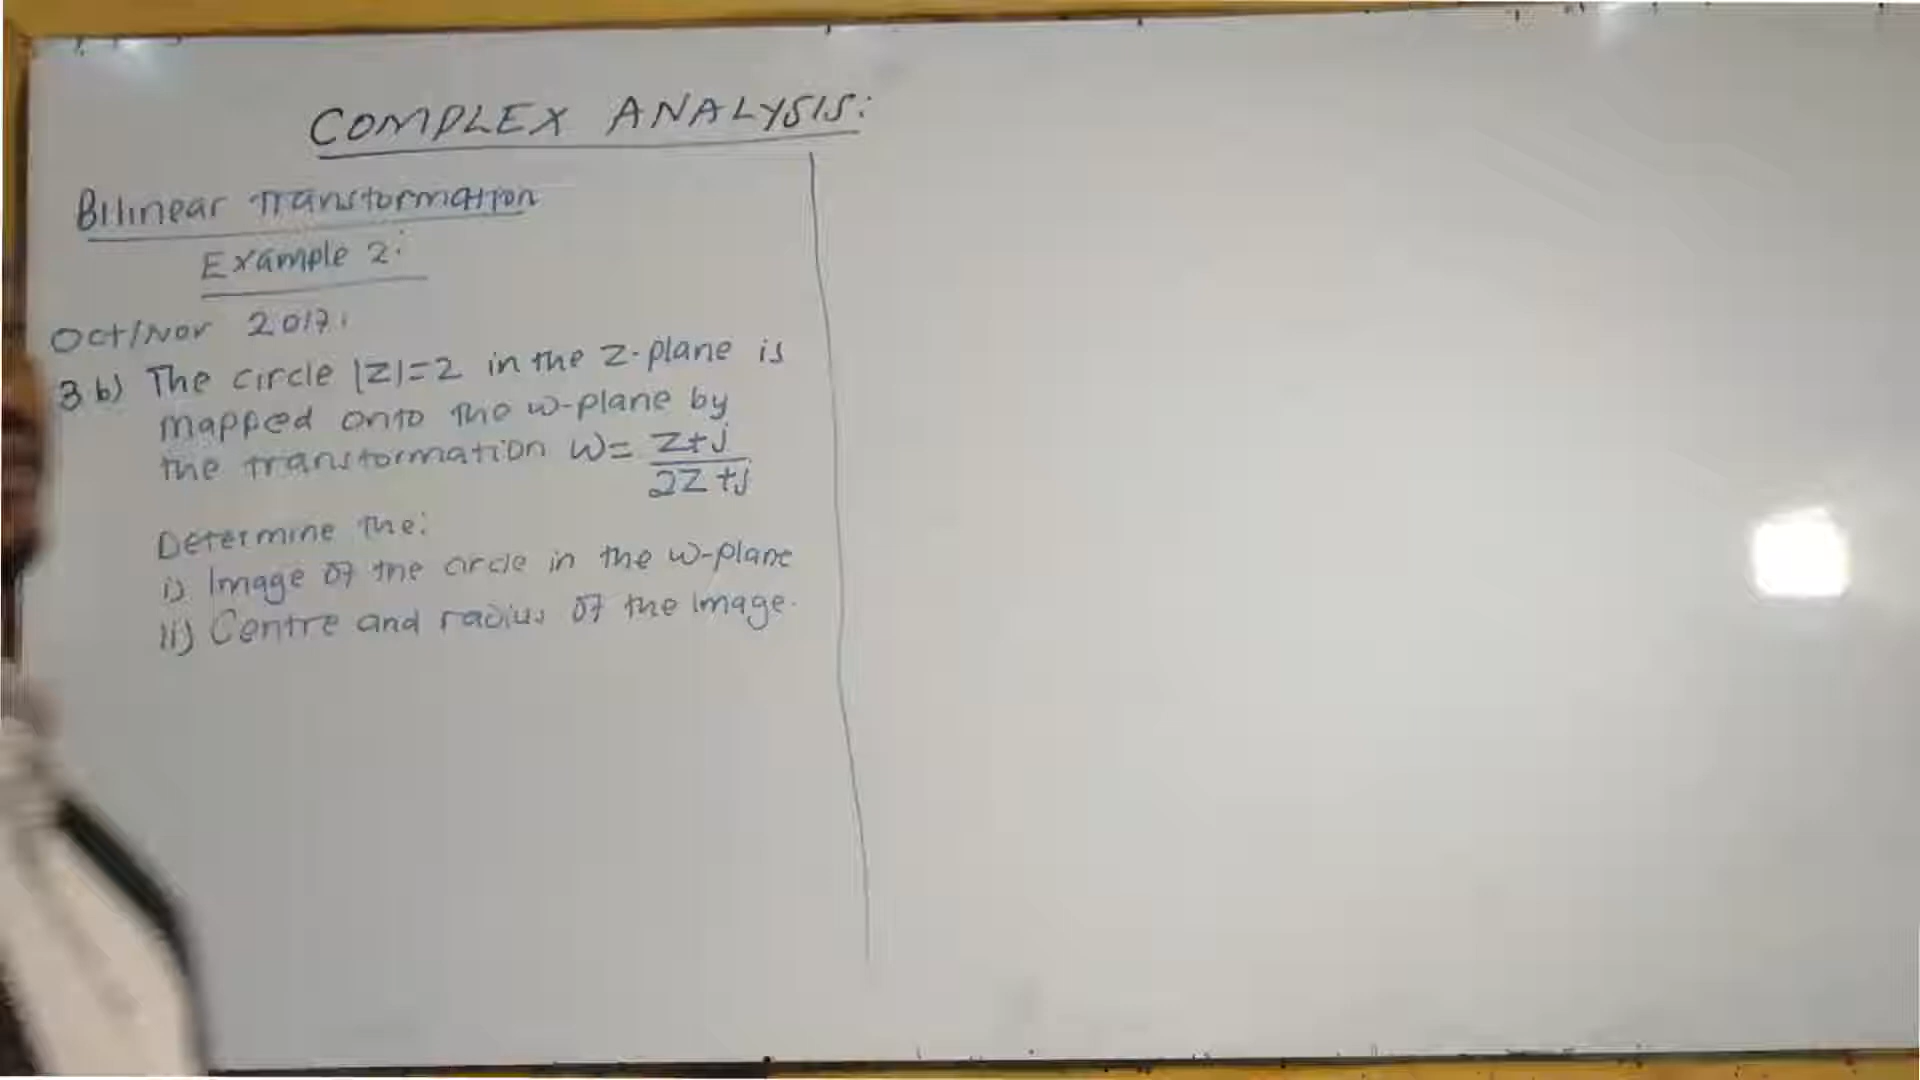 COMPLEX ANALYSIS:
Bilinear Transformation
Example 2:
Oct/Nov 2017.
3.b) The circle |Z|=2 in the Z-plane is
mapped onto the w-plane by
the transformation W= Z+j
2Z+j
Determine the:
i) Image of the circle in the w-plane
ii) Centre and radius of the image.